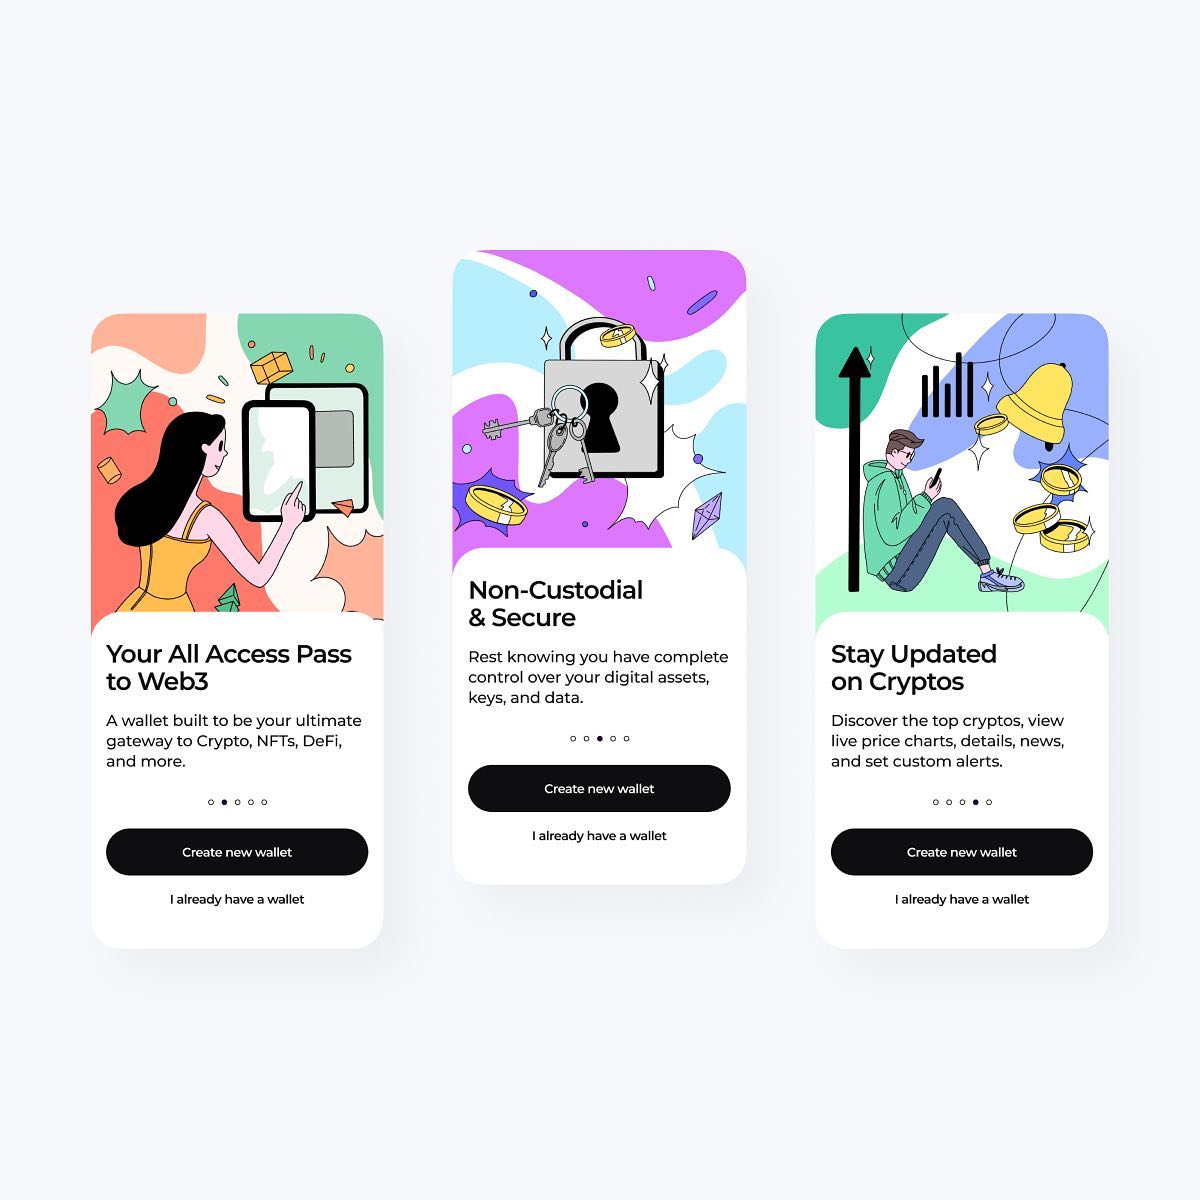 Your All Access Pass
to Web3
A wallet built to be your ultimate
gateway to Crypto, NFTs, DeFi,
and more.
Create new wallet
I already have a wallet
Non-Custodial
& Secure
Rest knowing you have complete
control over your digital assets,
keys, and data.
Create new wallet
I already have a wallet
Stay Updated
on Cryptos
Discover the top cryptos, view
live price charts, details, news,
and set custom alerts.
Create new wallet
I already have a wallet